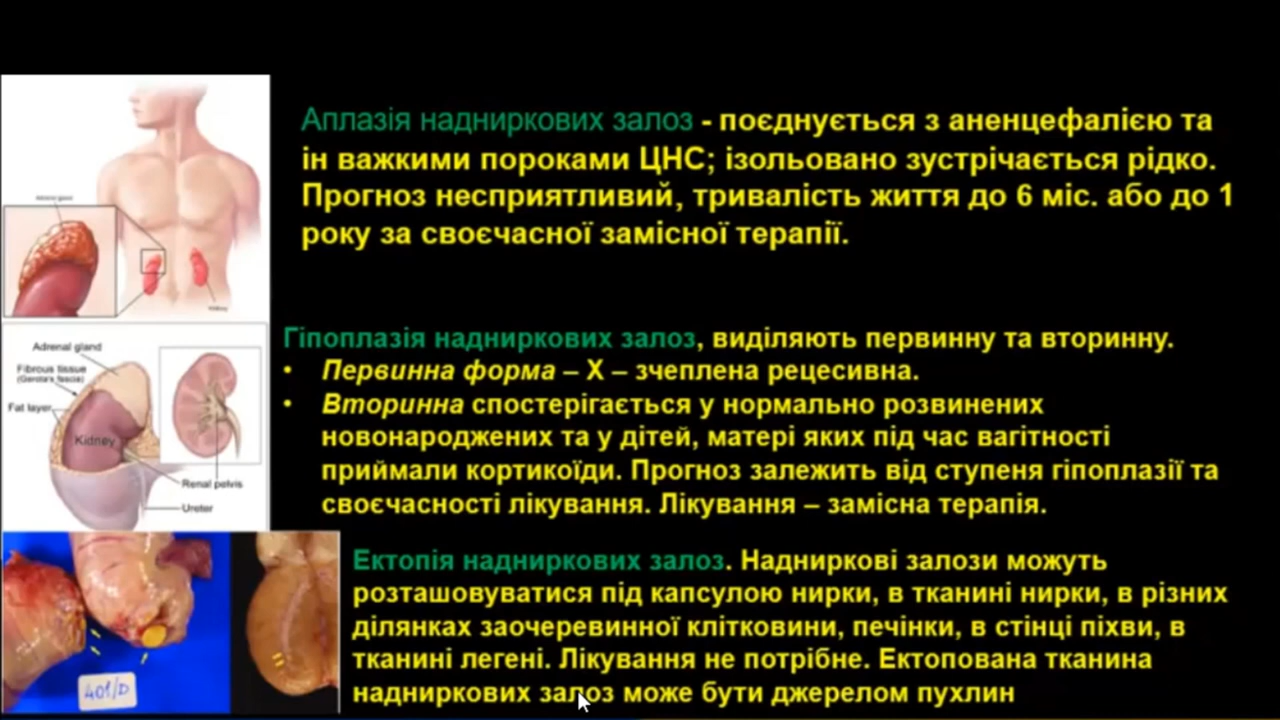 Аплазія надниркових залоз - поєднується з аненцефалією та
ін важкими пороками ЦНС; ізольовано зустрічається рідко.
Прогноз несприятливий, тривалість життя до 6 міс. або до 1
року за своєчасної замісної терапії.
Adrenal gland
Kidney
Гіпоплазія надниркових залоз, виділяють первинну та вторинну.
• Первинна форма – Х – зчеплена рецесивна.
• Вторинна спостерігається у нормально розвинених
новонароджених та у дітей, матері яких під час вагітності
приймали кортикоїди. Прогноз залежить від ступеня гіпоплазії та
своєчасності лікування. Лікування – замісна терапія.
Adrenal gland
Fibrous tissue
(Gerota's fascia)
Fat layer
Kidney
Renal pelvis
Ureter
Ектопія надниркових залоз. Надниркові залози можуть
розташовуватися під капсулою нирки, в тканині нирки, в різних
ділянках заочеревинної клітковини, печінки, в стінці піхви, в
тканині легені. Лікування не потрібне. Ектопована тканина
надниркових залоз може бути джерелом пухлин
401/D